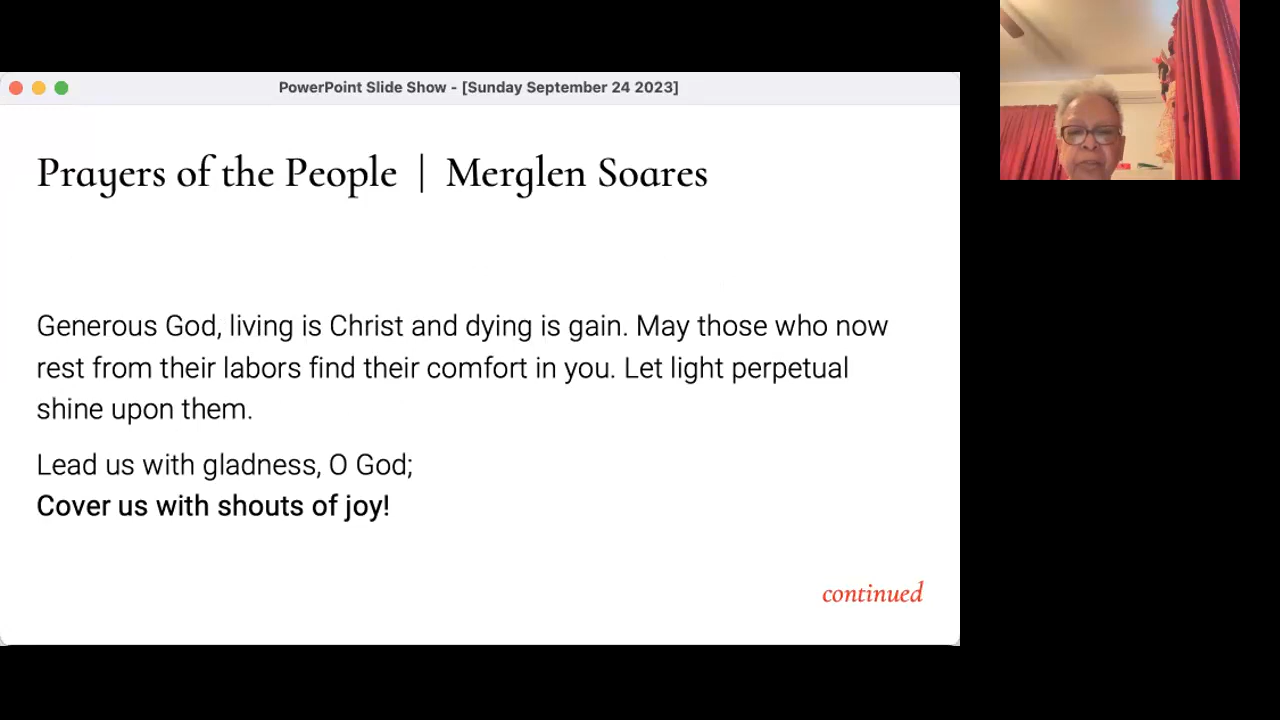 PowerPoint Slide Show - [Sunday September 24 2023]
Prayers of the People | Merglen Soares
Generous God, living is Christ and dying is gain. May those who now
rest from their labors find their comfort in you. Let light perpetual
shine upon them.
Lead us with gladness, O God;
Cover us with shouts of joy!
continued